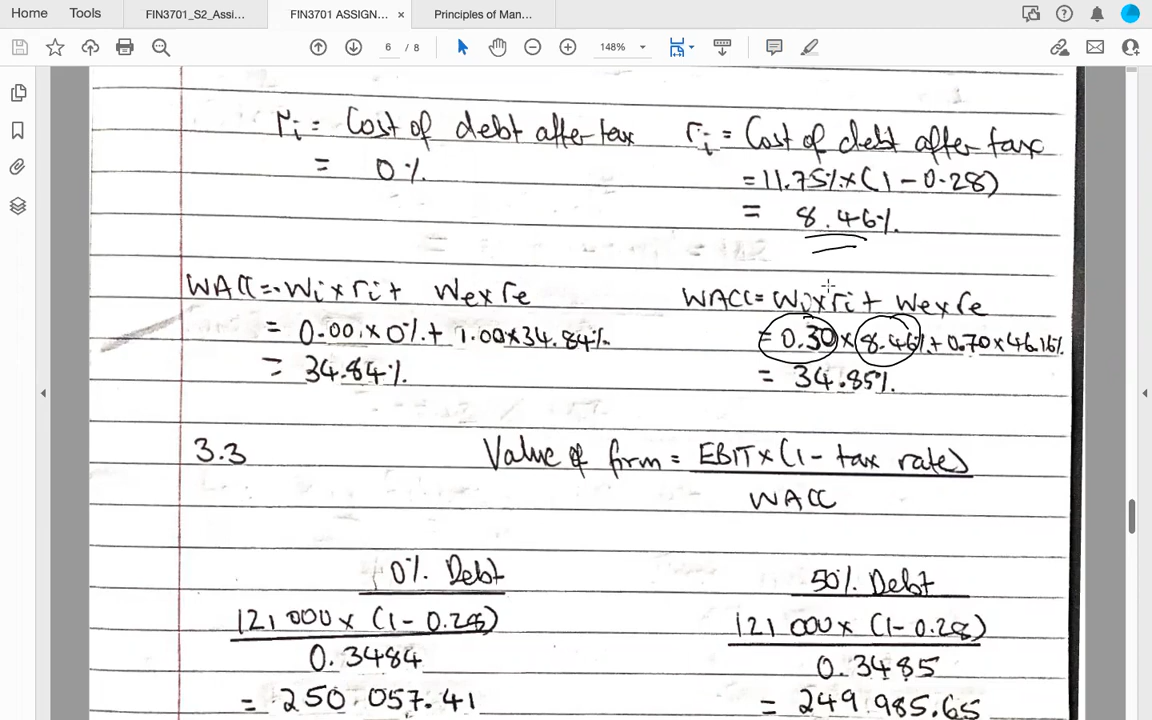 Home Tools FIN3701_S2_Assi... FIN3701 ASSIGN... × Principles of Man...
6 / 8 148%
ri = Cost of debt after tax
= 0%
ri = Cost of debt after tax
= 11.75% × (1 - 0.28)
= 8.46%
WACC = wi × ri + we × re
= 0.00 × 0% + 1.00 × 34.84%
= 34.84%
WACC = wi × ri + we × re
= 0.30 × 8.46% + 0.70 × 46.16%
= 34.85%
3.3 Value of firm = EBIT × (1 - tax rate)
WACC
0% Debt
121 000 × (1 - 0.28)
0.3484
= 250 057.41
50% Debt
121 000 × (1 - 0.28)
0.3485
= 249 985.65